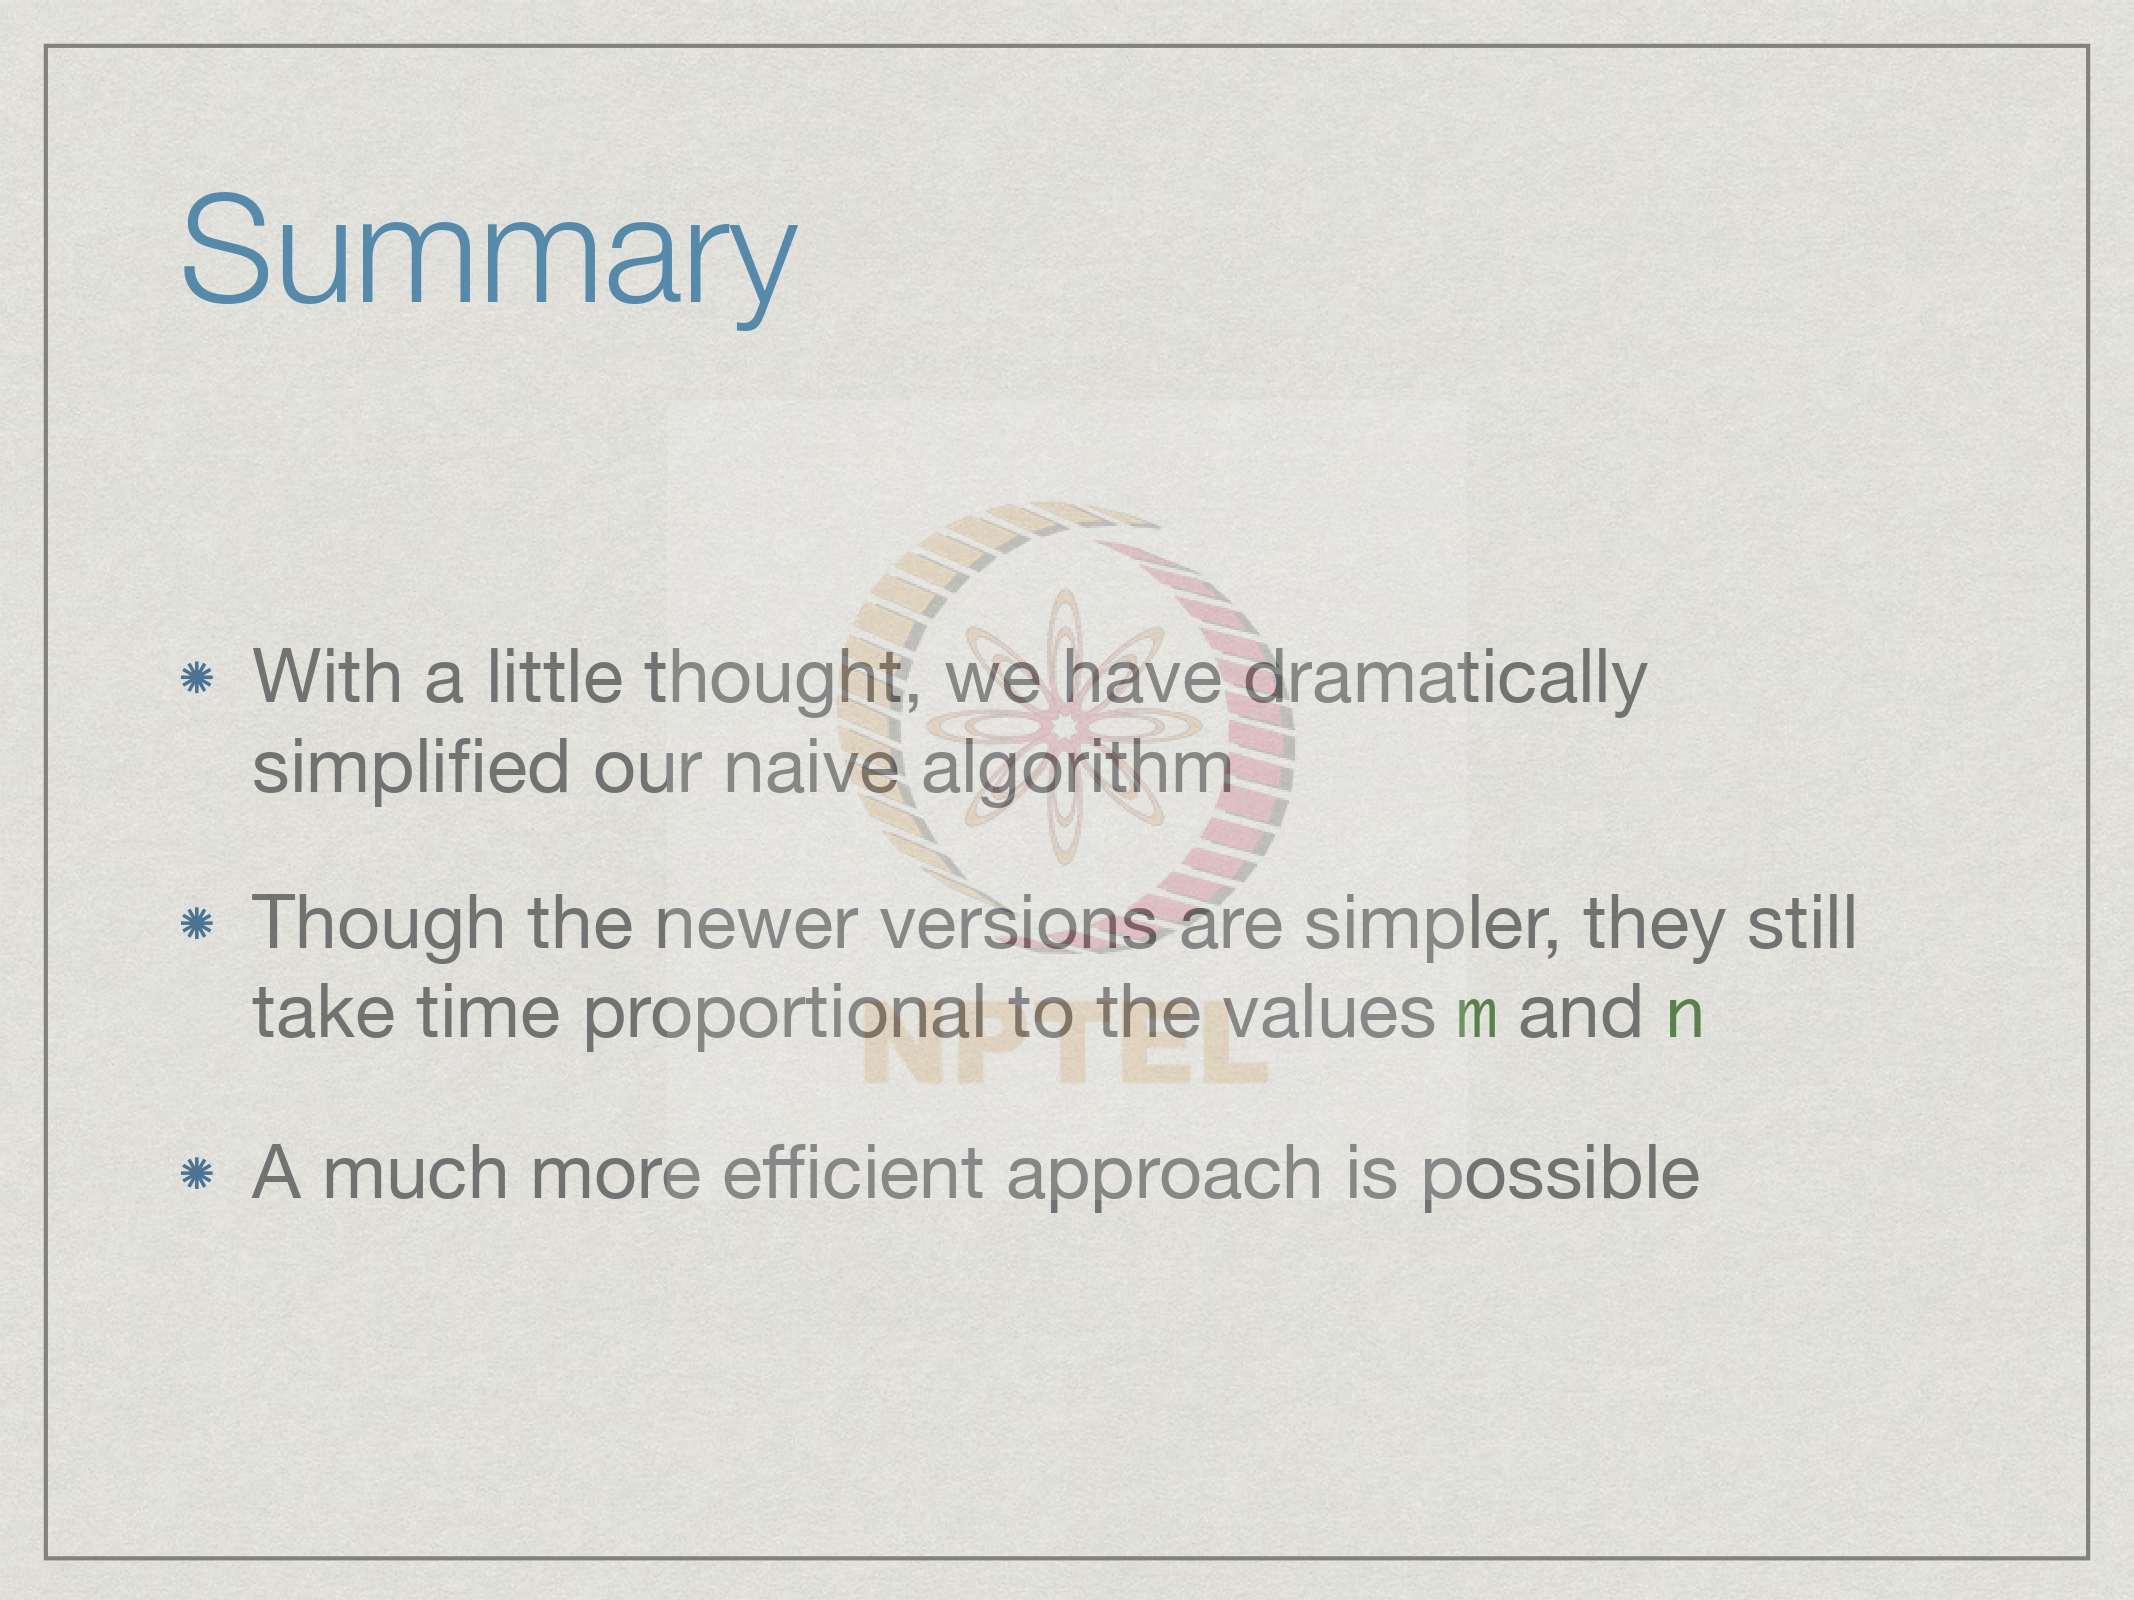 Summary
With a little thought, we have dramatically
simplified our naive algorithm
Though the newer versions are simpler, they still
take time proportional to the values m and n
NPTEL
A much more efficient approach is possible